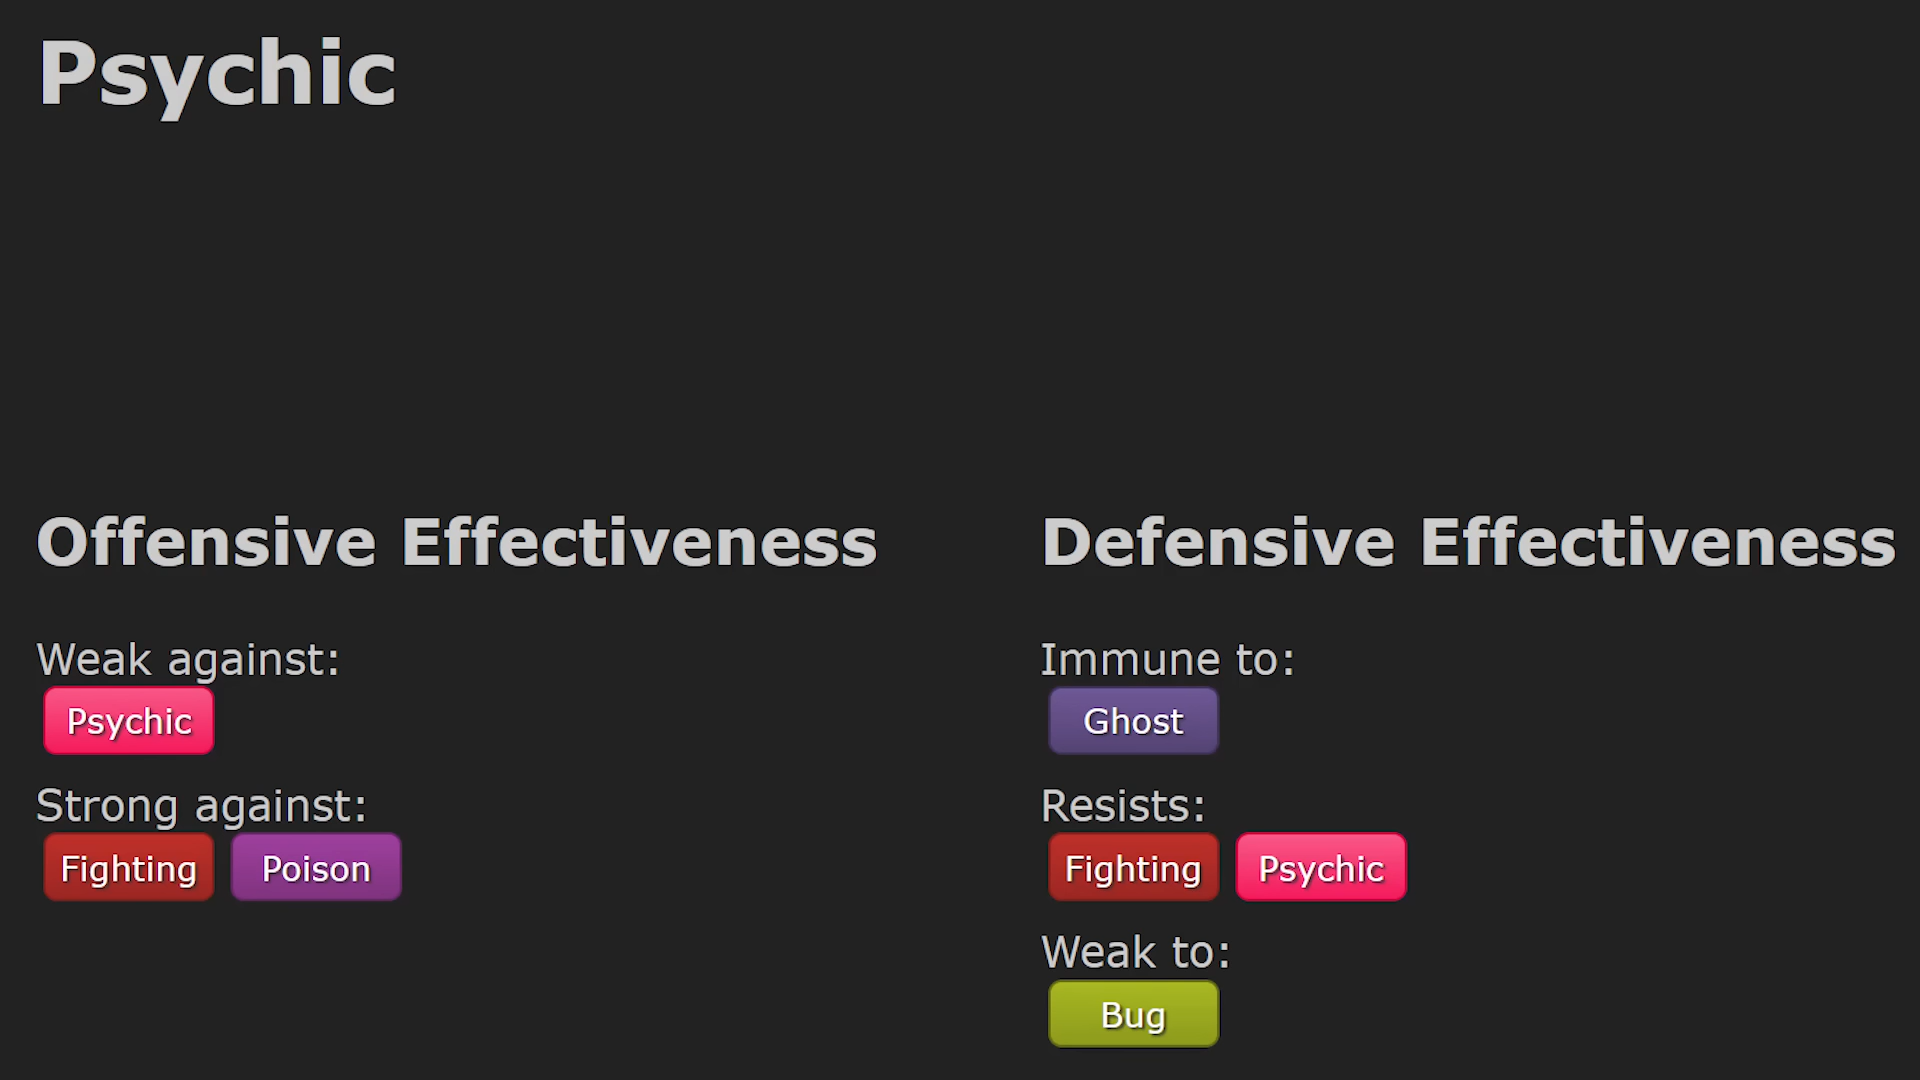 Psychic
Offensive Effectiveness
Weak against:
Psychic
Strong against:
Fighting Poison
Defensive Effectiveness
Immune to:
Ghost
Resists:
Fighting Psychic
Weak to:
Bug